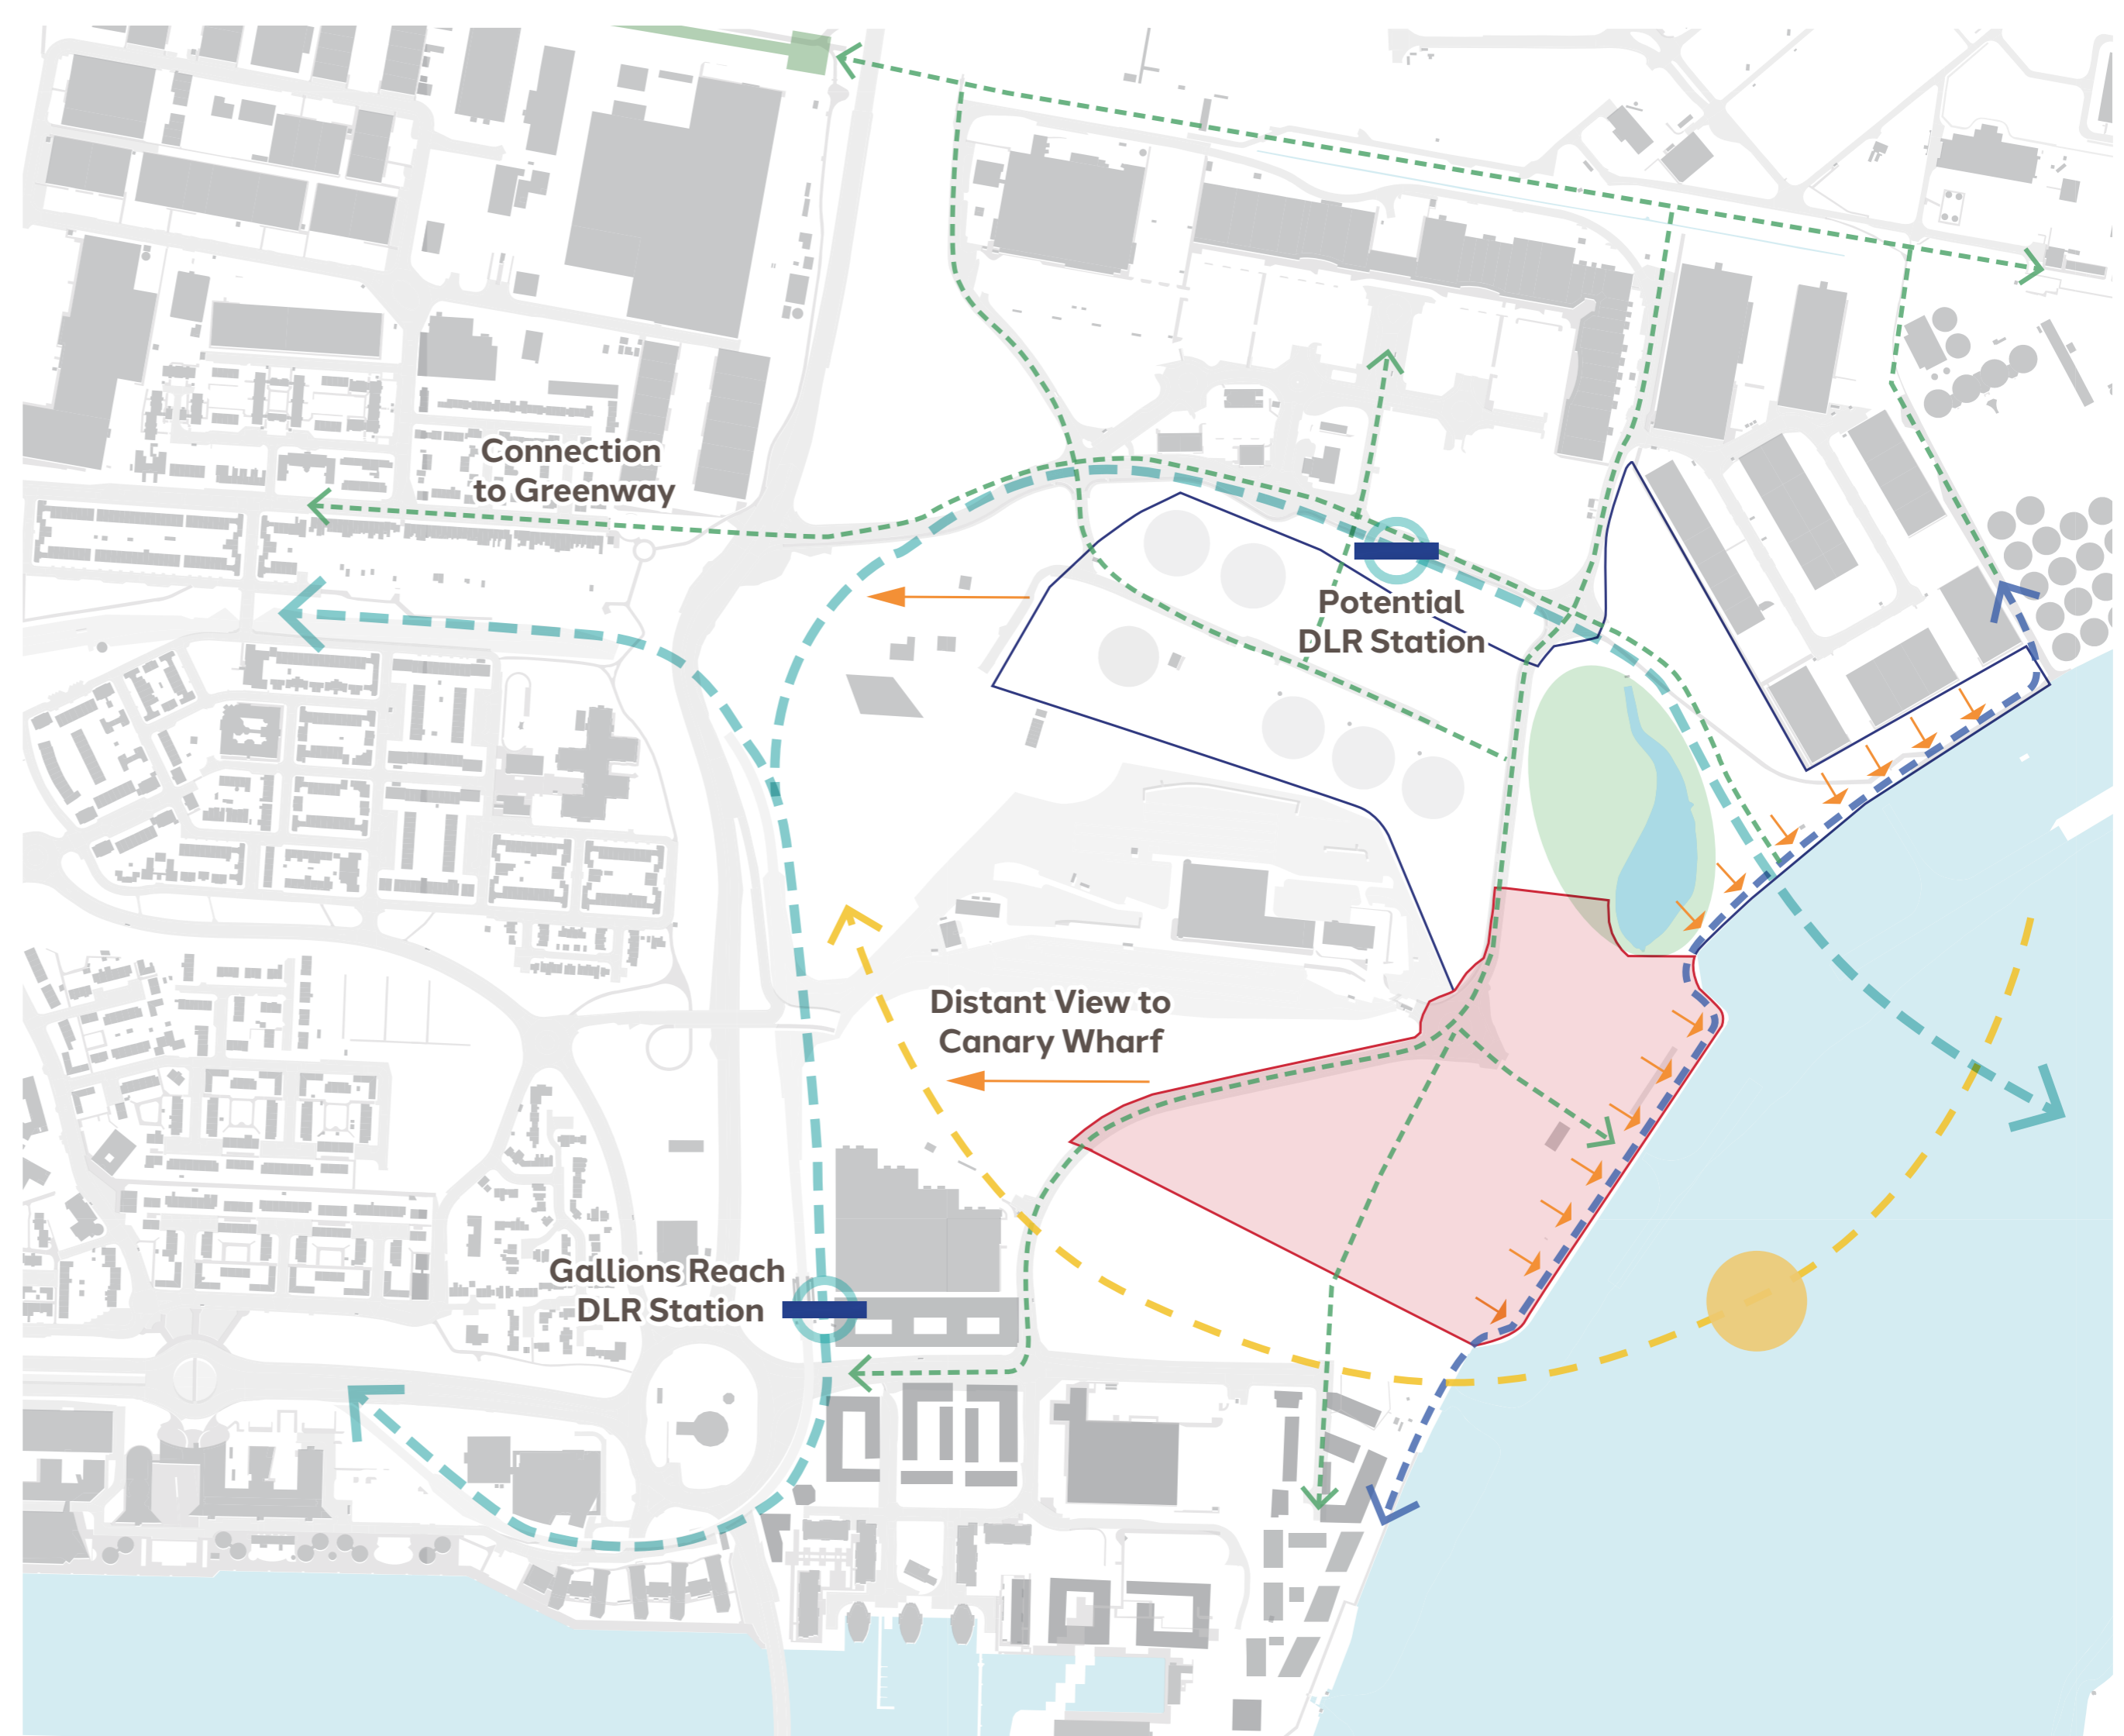 Connection
to Greenway
Potential
DLR Station
Distant View to
Canary Wharf
Gallions Reach
DLR Station